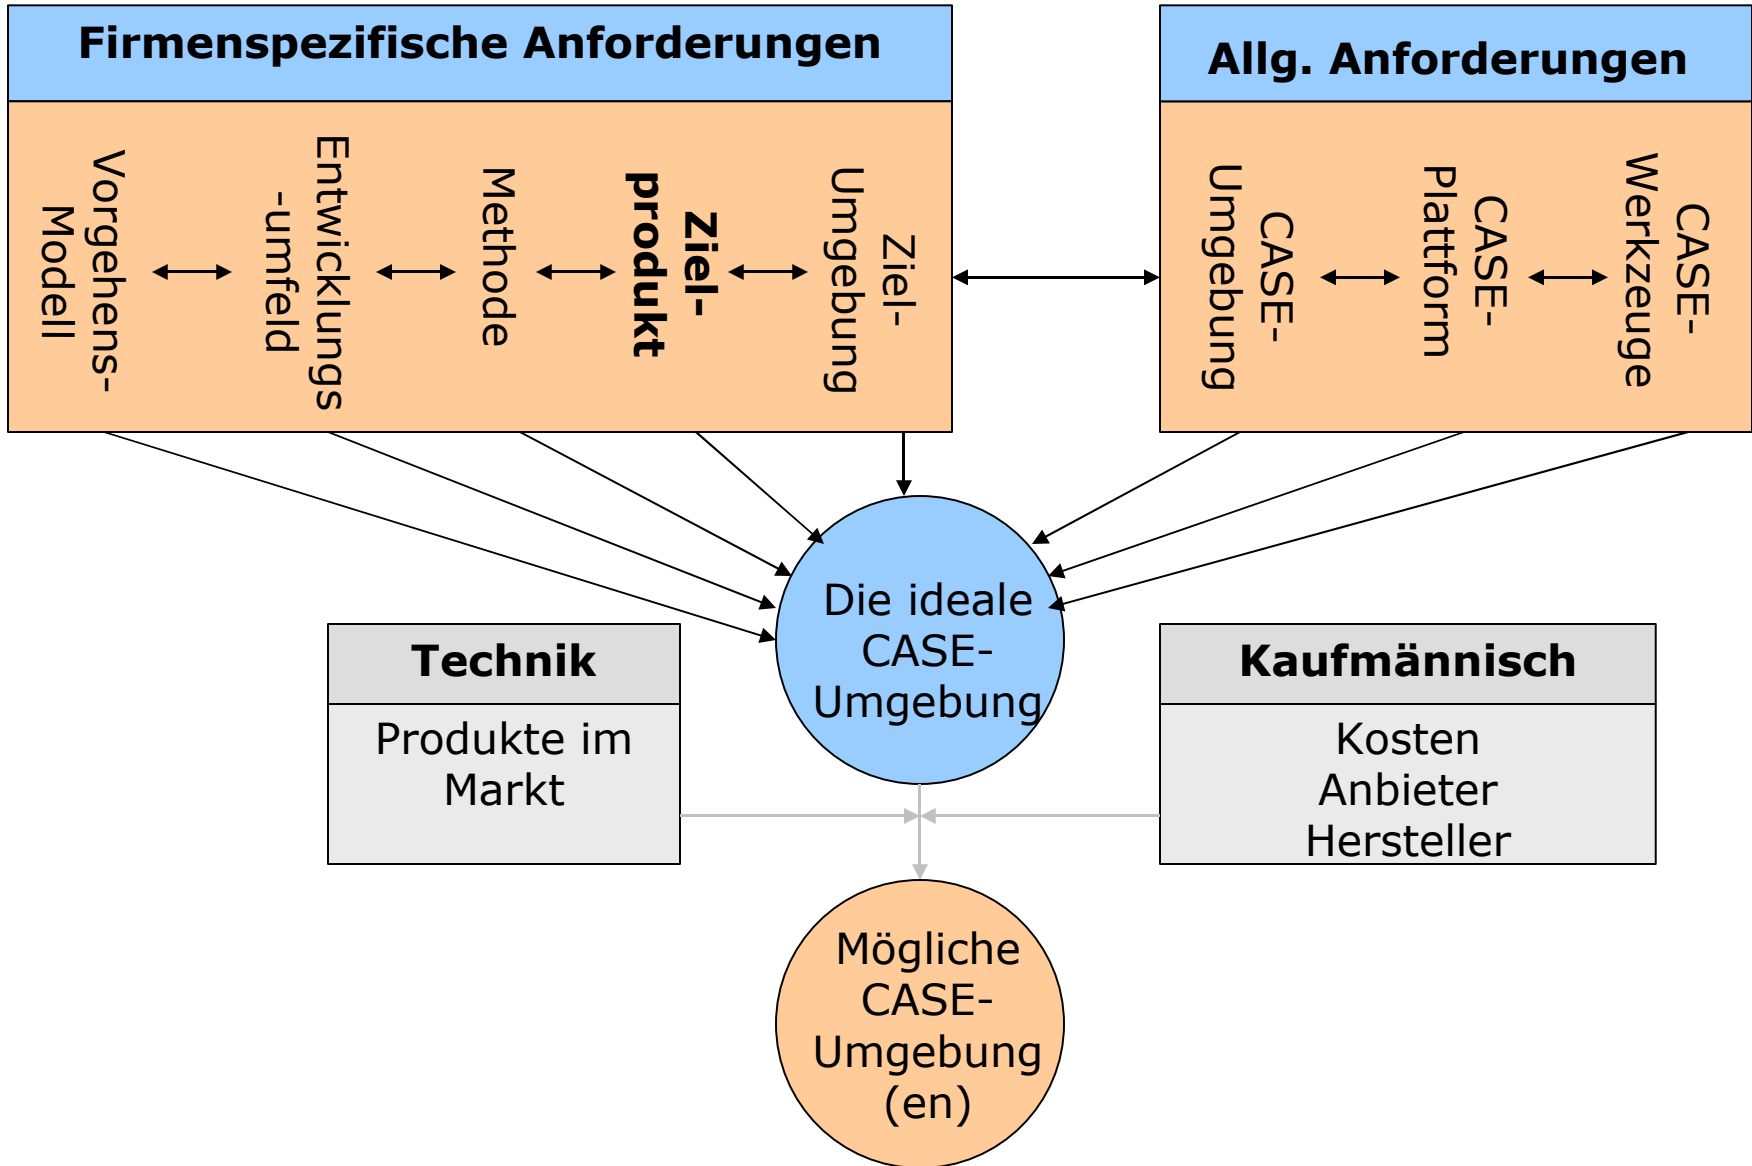 Firmenspezifische Anforderungen
Vorgehens-
Modell
Entwicklungs
-umfeld
Methode
Ziel-
produkt
Ziel-
Umgebung
Allg. Anforderungen
CASE-
Umgebung
CASE-
Plattform
CASE-
Werkzeuge
Die ideale
CASE-
Umgebung
Technik
Produkte im
Markt
Kaufmännisch
Kosten
Anbieter
Hersteller
Mögliche
CASE-
Umgebung
(en)